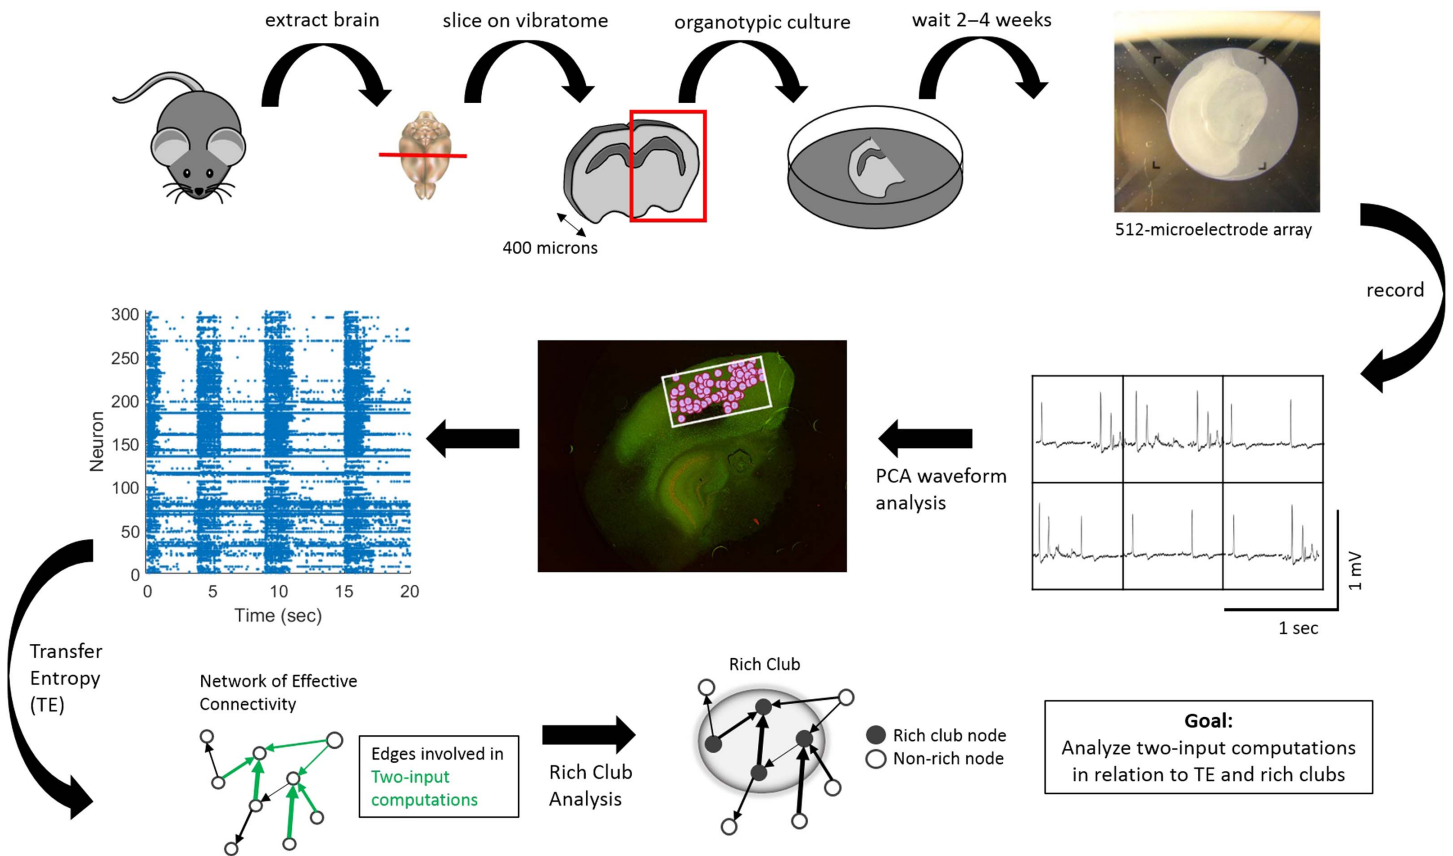 extract brain
slice on vibratome
organotypic culture
wait 2–4 weeks
400 microns
512-microelectrode array
record
300
250
200
150
100
50
0
Neuron
0 5 10 15 20
Time (sec)
PCA waveform
analysis
1 mV
1 sec
Transfer
Entropy
(TE)
Network of Effective
Connectivity
Edges involved in
Two-input
computations
Rich Club
Analysis
Rich Club
Rich club node
Non-rich node
Goal:
Analyze two-input computations
in relation to TE and rich clubs